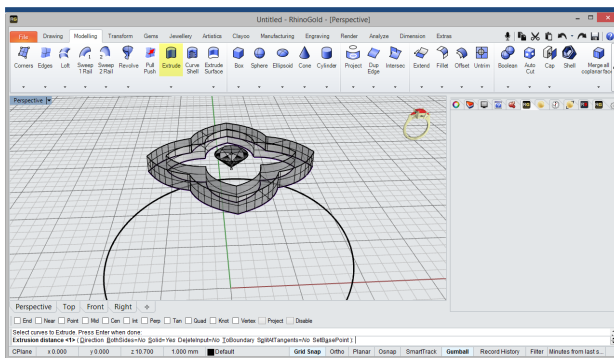 Untitled - RhinoGold - [Perspective]
File Drawing Modelling Transform Gems Jewellery Artistics Clayoo Manufacturing Engraving Render Analyze Dimension Extras
Corners Edges Loft Sweep 1 Rail Sweep 2 Rail Revolve Pull Push Extrude Curve Shell Extrude Surface Box Sphere Ellipsoid Cone Cylinder Project Dup Edge Intersec Extend Fillet Offset Untrim Boolean Auto Cut Cap Shell Merge all coplanar face
Perspective
Perspective Top Front Right
End Near Point Mid Cen Int Perp Tan Quad Knot Vertex Project Disable
Select curves to Extrude. Press Enter when done:
Extrusion distance <1> ( Direction BothSides=No Solid=Yes DeleteInput=No ToBoundary SplitAtTangents=No SetBasePoint ):
CPlane x 0.000 y 0.000 z 10.700 1.000 mm Default Grid Snap Ortho Planar Osnap SmartTrack Gumball Record History Filter Minutes from last s...